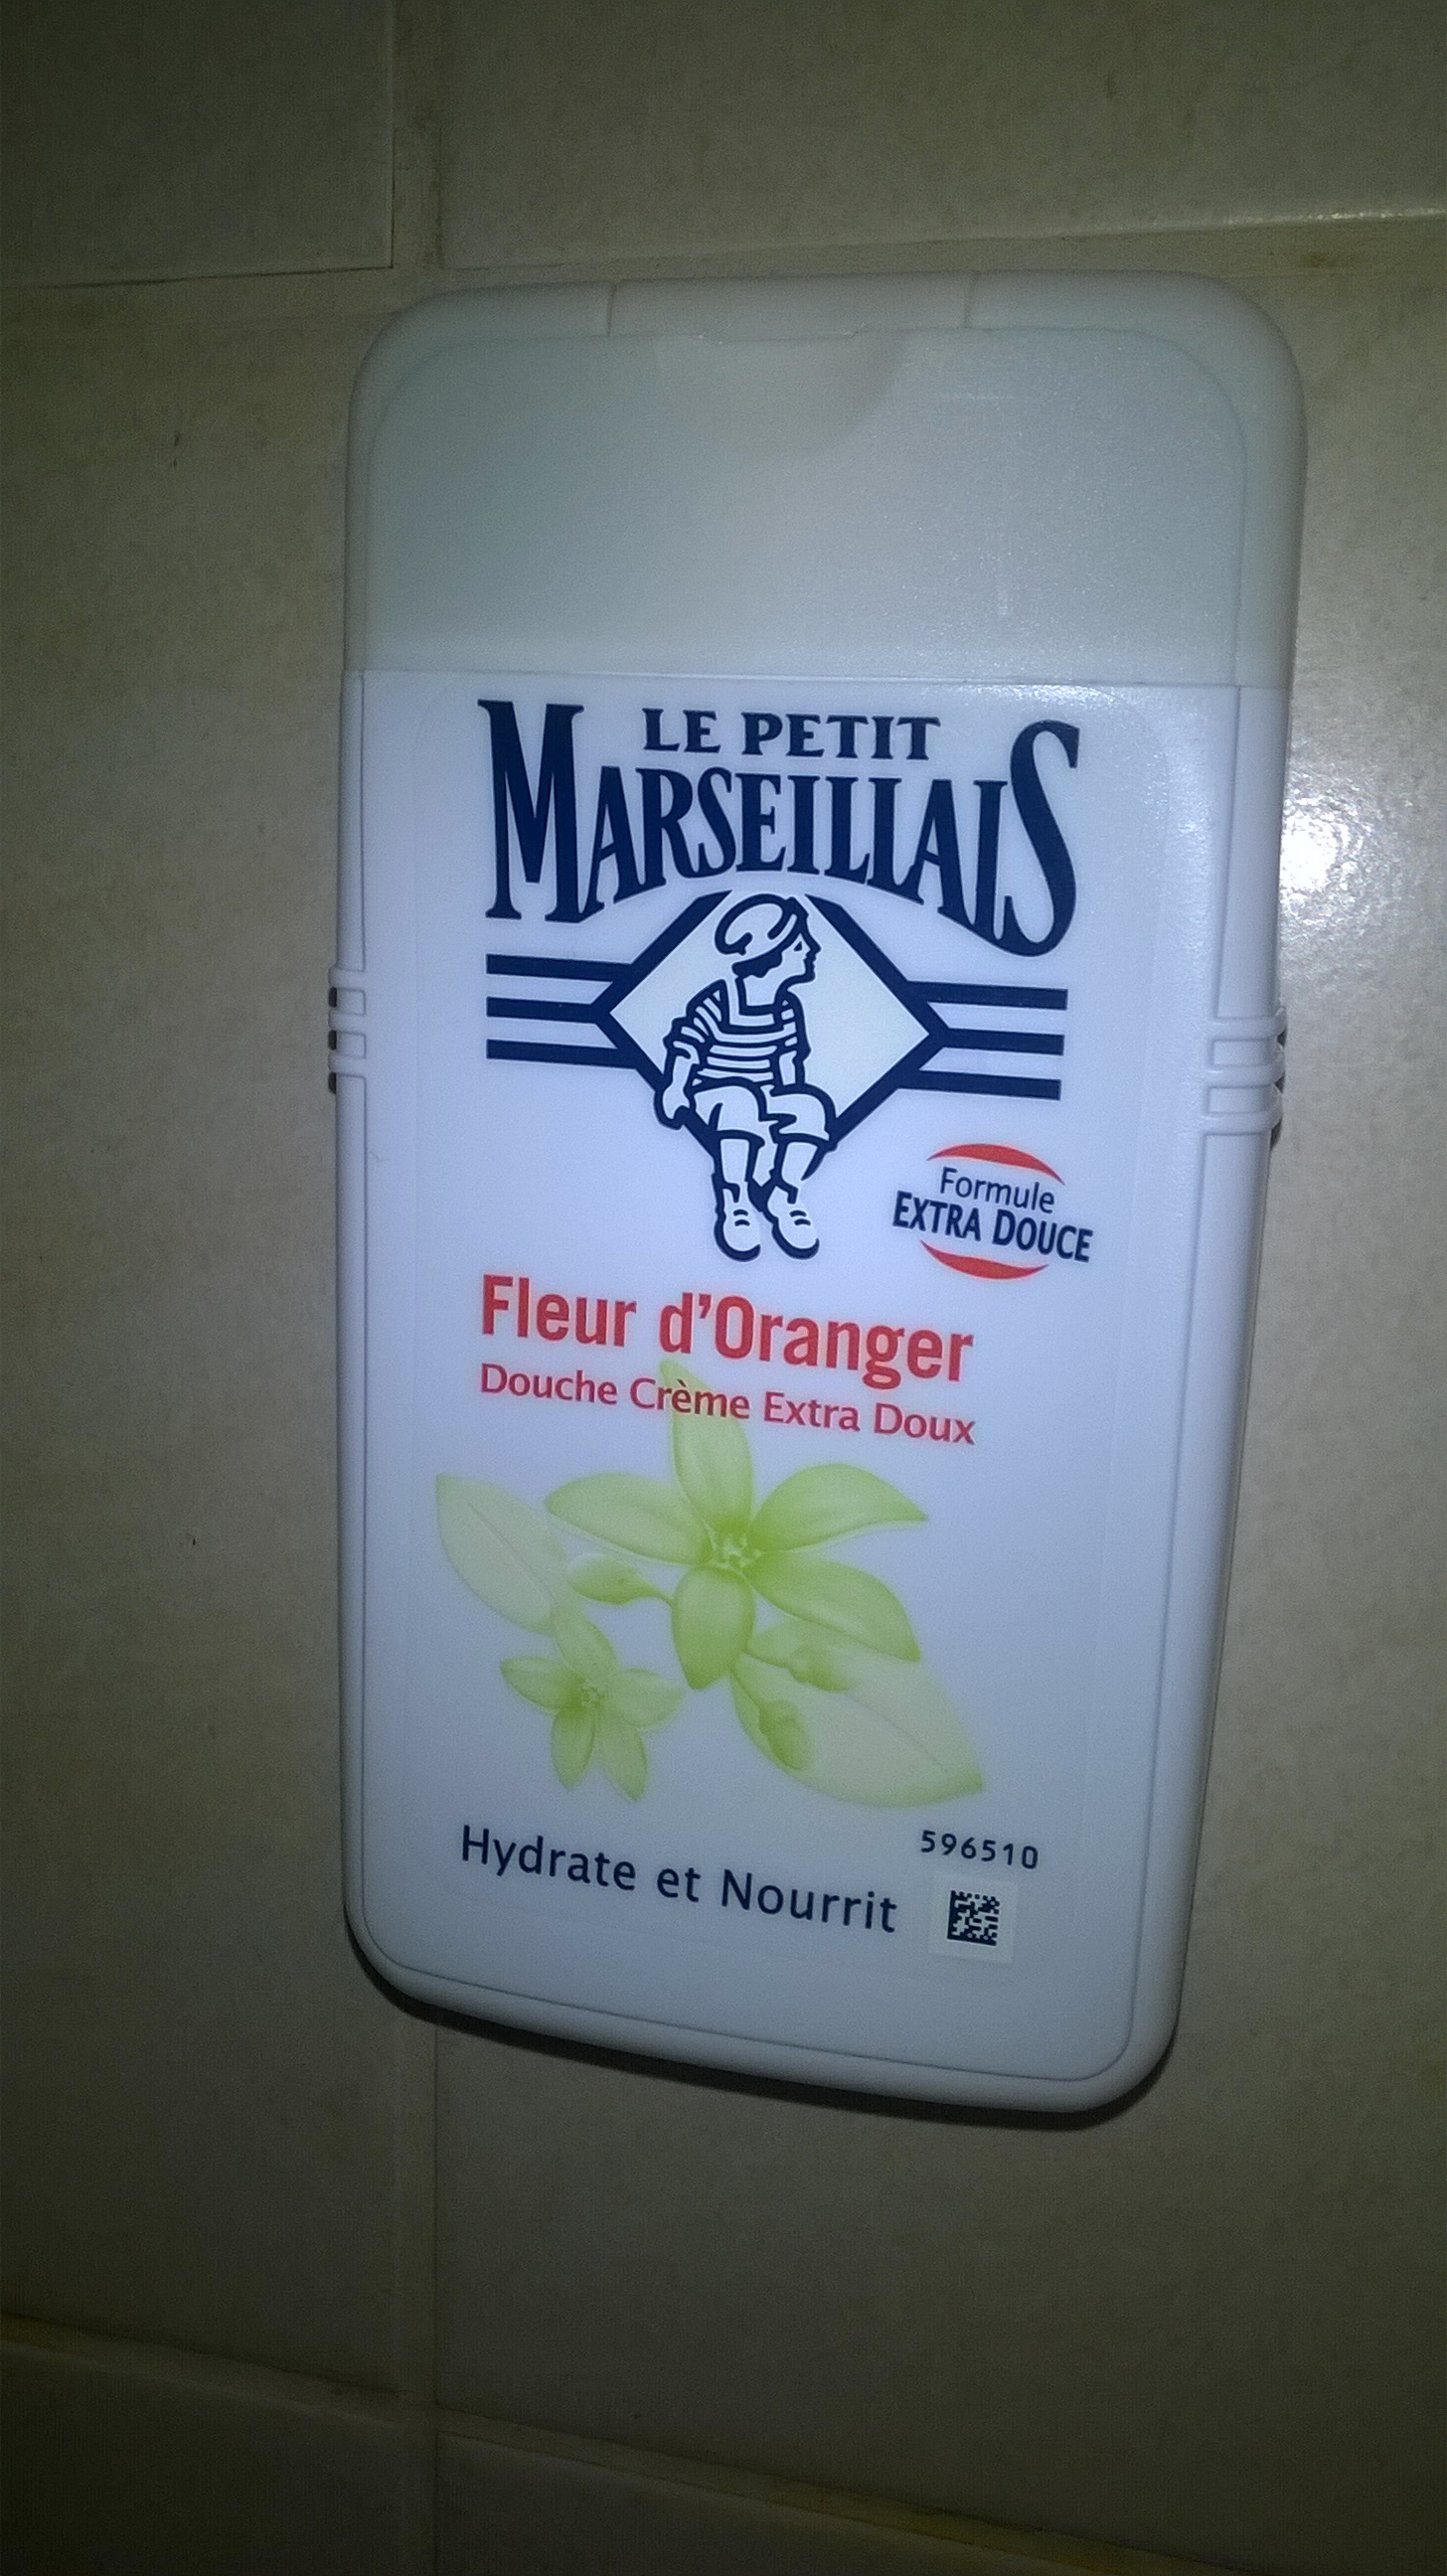 LE PETIT
MARSEILLAIS
Formule
EXTRA DOUCE
Fleur d'Oranger
Douche Crème Extra Doux
596510
Hydrate et Nourrit